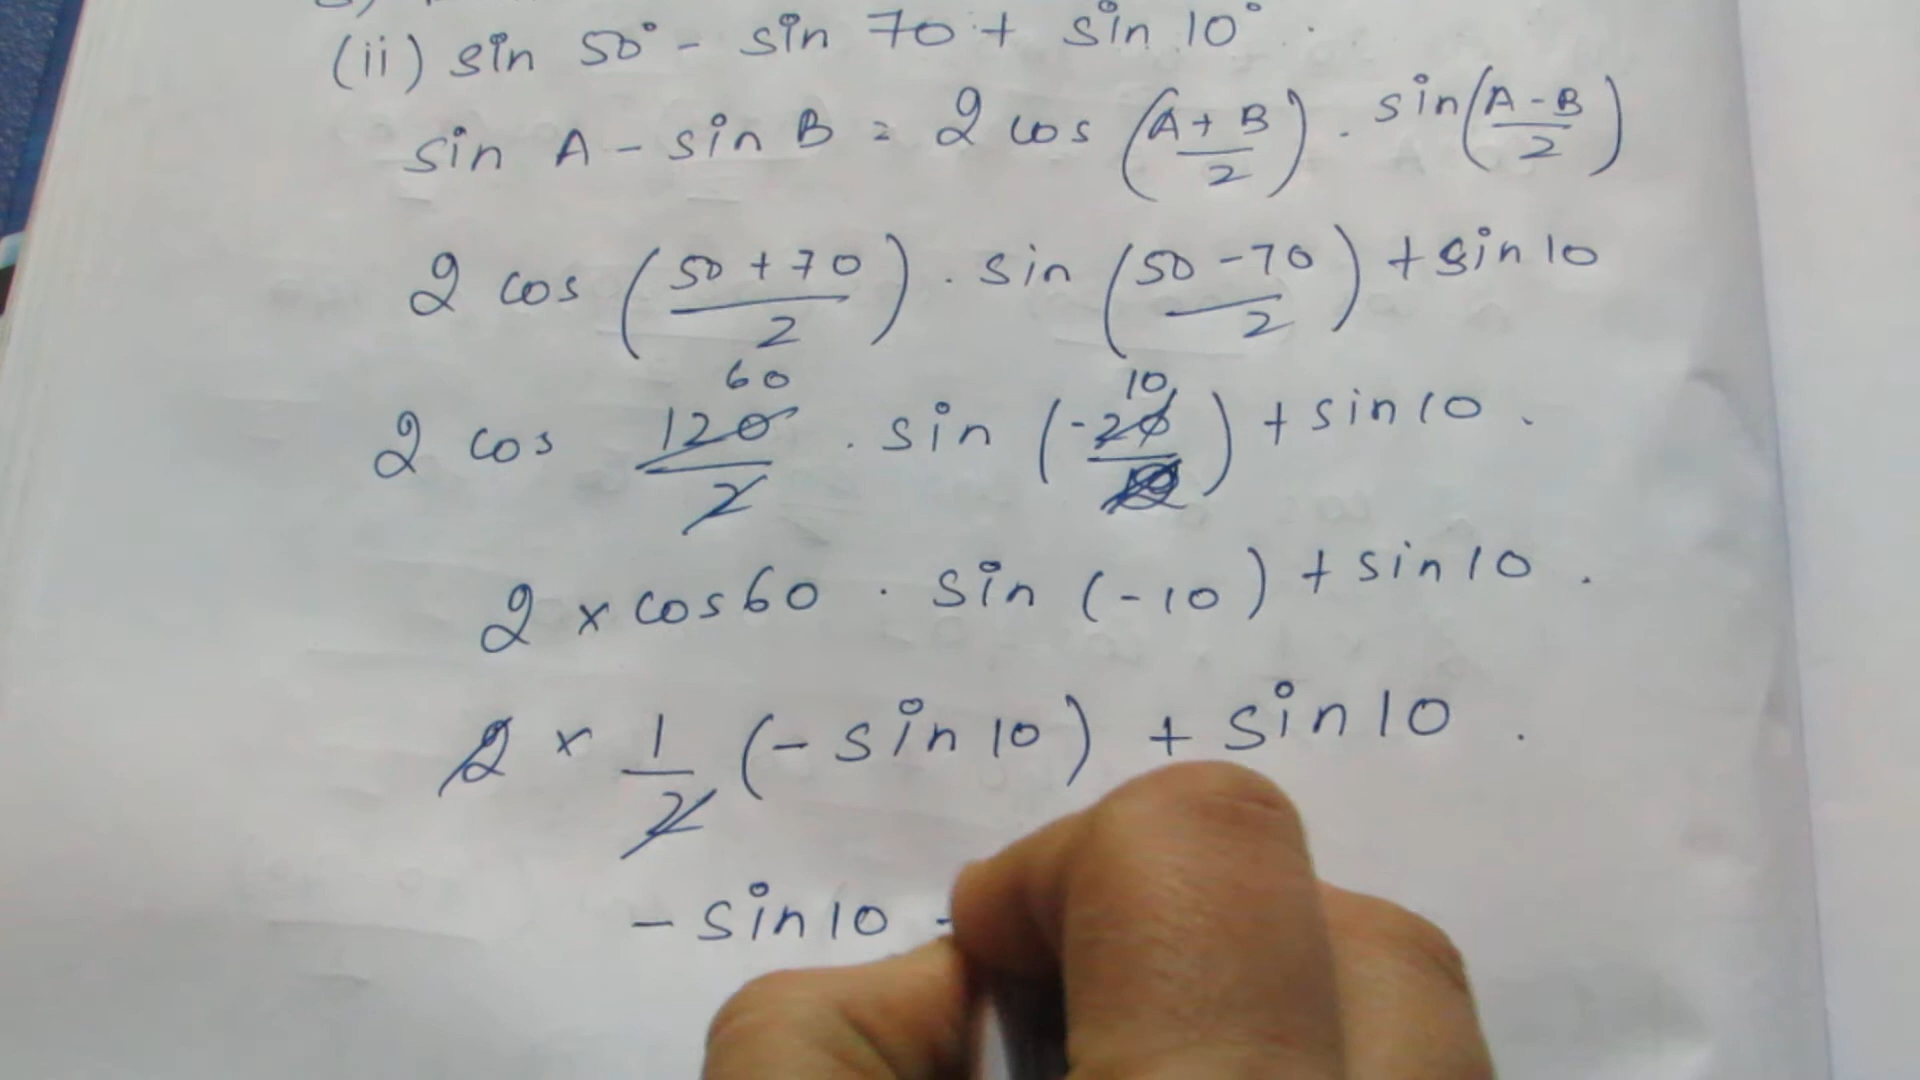 (ii) sin 50° - sin 70 + sin 10°.
sin A - sin B = 2 cos (A+B/2) . sin(A-B/2)
2 cos (50+70/2) . sin (50-70/2) + sin 10
60 10
2 cos 120/2 . sin (-20/2) + sin 10 .
2 × cos 60 . sin (-10) + sin 10 .
2 × 1/2 (- sin 10) + sin 10 .
- sin 10